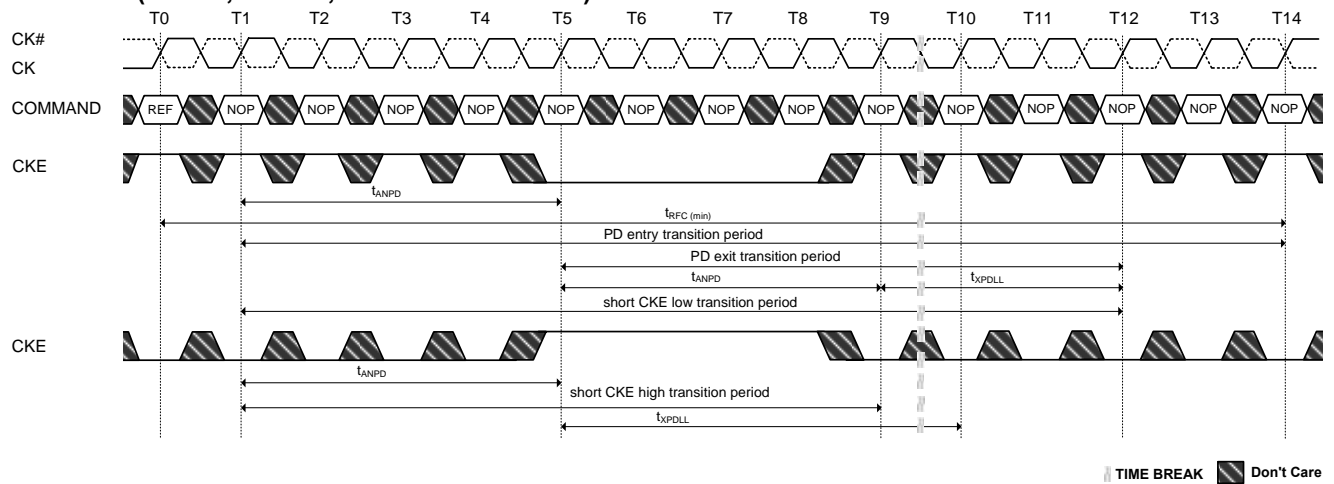 T0 T1 T2 T3 T4 T5 T6 T7 T8 T9 T10 T11 T12 T13 T14
CK#
CK
COMMAND REF NOP NOP NOP NOP NOP NOP NOP NOP NOP NOP NOP NOP NOP NOP
CKE
tANPD
tRFC (min)
PD entry transition period
PD exit transition period
tANPD tXPDLL
short CKE low transition period
CKE
tANPD
short CKE high transition period
tXPDLL
TIME BREAK Don't Care